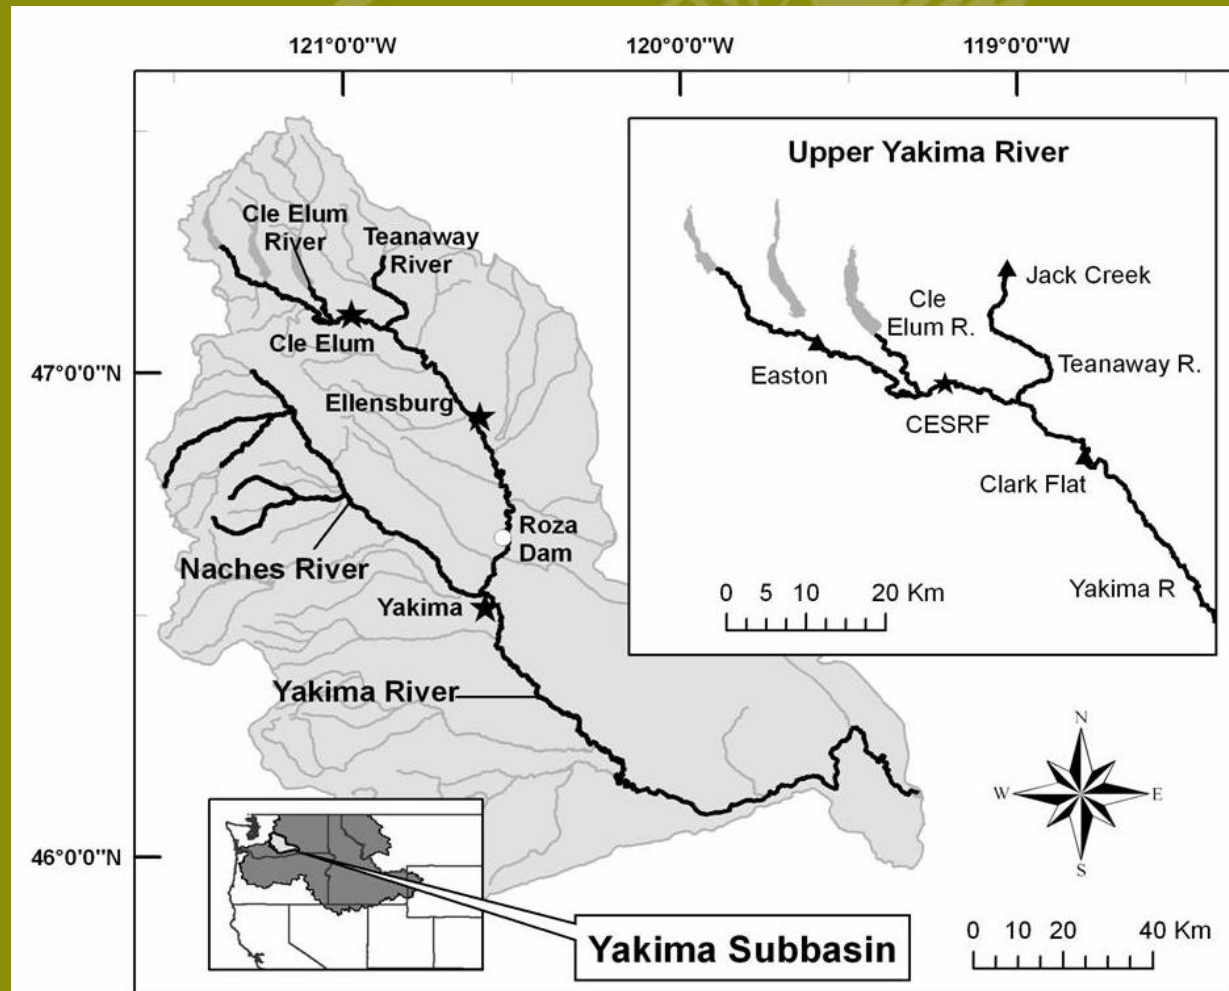 121°0'0"W
120°0'0"W
119°0'0"W
Upper Yakima River
Cle Elum
River
Teanaway
River
Cle Elum
47°0'0"N
Ellensburg
Roza
Dam
Naches River
Yakima
Yakima River
46°0'0"N
Jack Creek
Cle
Elum R.
Easton
Teanaway R.
CESRF
Clark Flat
Yakima R
0 5 10 20 Km
N
W E
S
Yakima Subbasin
0 10 20 40 Km